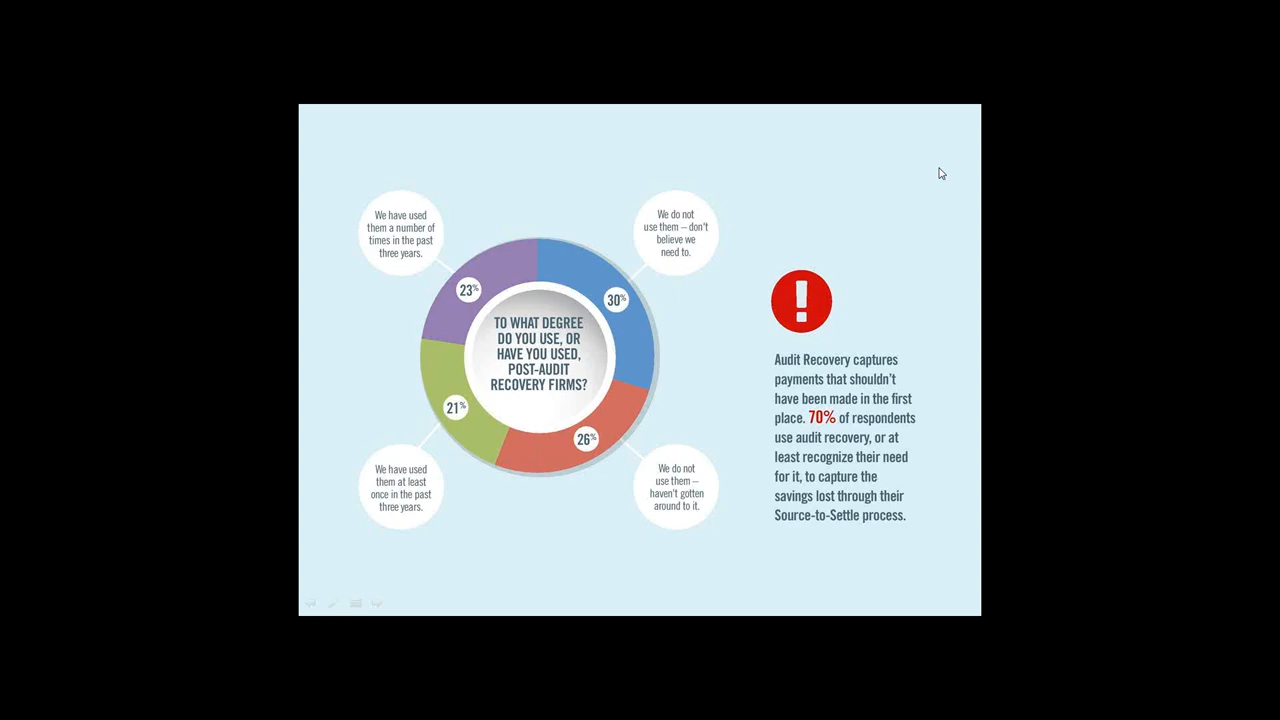 We have used
them a number of
times in the past
three years.
We do not
use them – don't
believe we
need to.
23%
30%
TO WHAT DEGREE
DO YOU USE, OR
HAVE YOU USED,
POST-AUDIT
RECOVERY FIRMS?
21%
26%
We have used
them at least
once in the past
three years.
We do not
use them –
haven't gotten
around to it.
!
Audit Recovery captures
payments that shouldn't
have been made in the first
place. 70% of respondents
use audit recovery, or at
least recognize their need
for it, to capture the
savings lost through their
Source-to-Settle process.